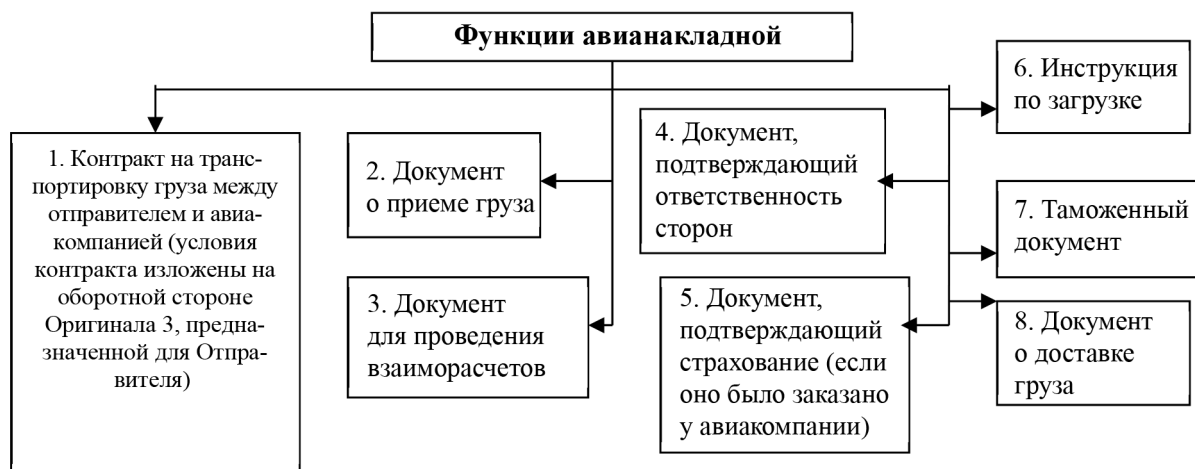 Функции авианакладной
1. Контракт на транс-
портировку груза между
отправителем и авиа-
компанией (условия
контракта изложены на
оборотной стороне
Оригинала 3, предна-
значенной для Отпра-
вителя)
2. Документ
о приеме груза
3. Документ
для проведения
взаиморасчетов
4. Документ,
подтверждающий
ответственность
сторон
5. Документ,
подтверждающий
страхование (если
оно было заказано
у авиакомпании)
6. Инструкция
по загрузке
7. Таможенный
документ
8. Документ
о доставке
груза